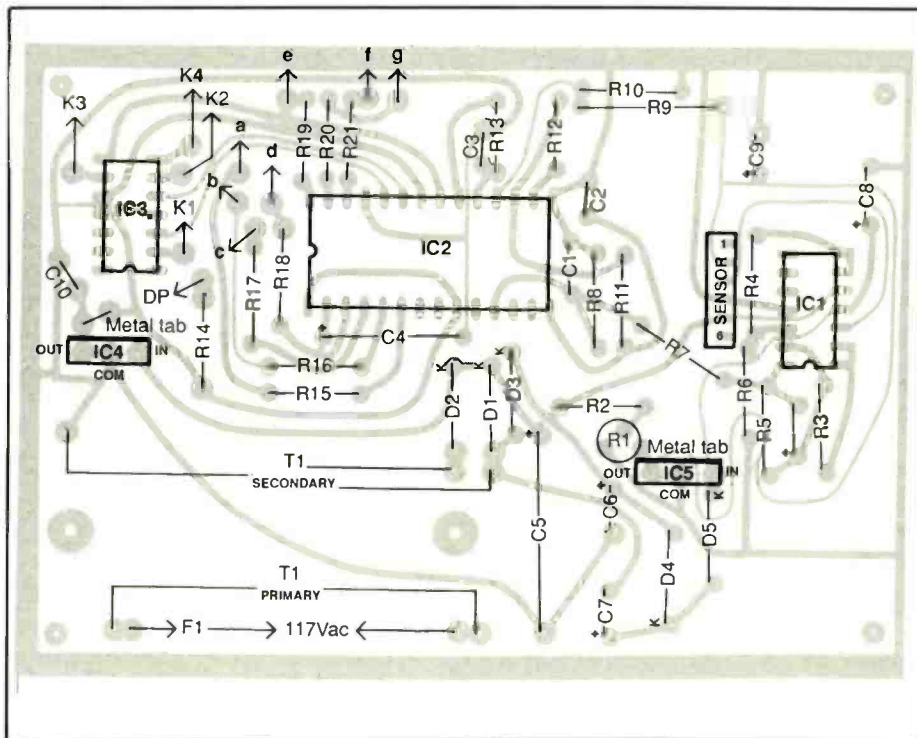 e
f
g
K4
K3
K2
a
R10
R9
R19
R20
R21
C3
R13
R12
C9
+
d
b
C2
C8
+
IC3
K1
IC2
c
C1
SENSOR
1
6
R4
IC1
C10
DP
R17
R18
R8
R11
Metal tab
+
C4
OUT
IC4
IN
COM
R14
R16
R15
K
K
K
D2
D1
D3
R7
R6
R2
R5
R3
+
+
R1
Metal tab
OUT
IC5
IN
COM
K
T1
SECONDARY
+
C6
C5
D5
D4
K
T1
PRIMARY
C7
+
F1
117Vac